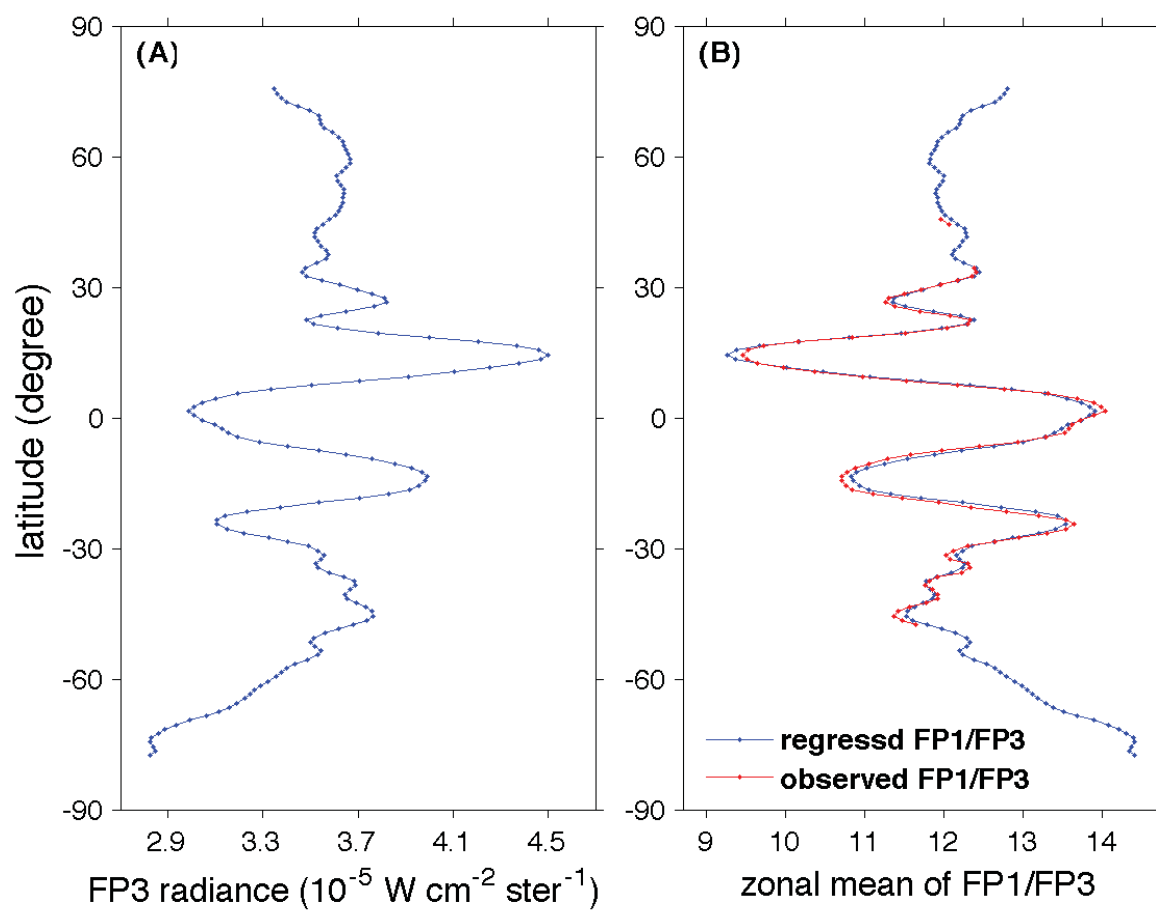 (A)
(B)
90
60
30
0
-30
-60
-90
latitude (degree)
2.9 3.3 3.7 4.1 4.5
FP3 radiance (10⁻⁵ W cm⁻² ster⁻¹)
90
60
30
0
-30
-60
-90
regressd FP1/FP3
observed FP1/FP3
9 10 11 12 13 14
zonal mean of FP1/FP3